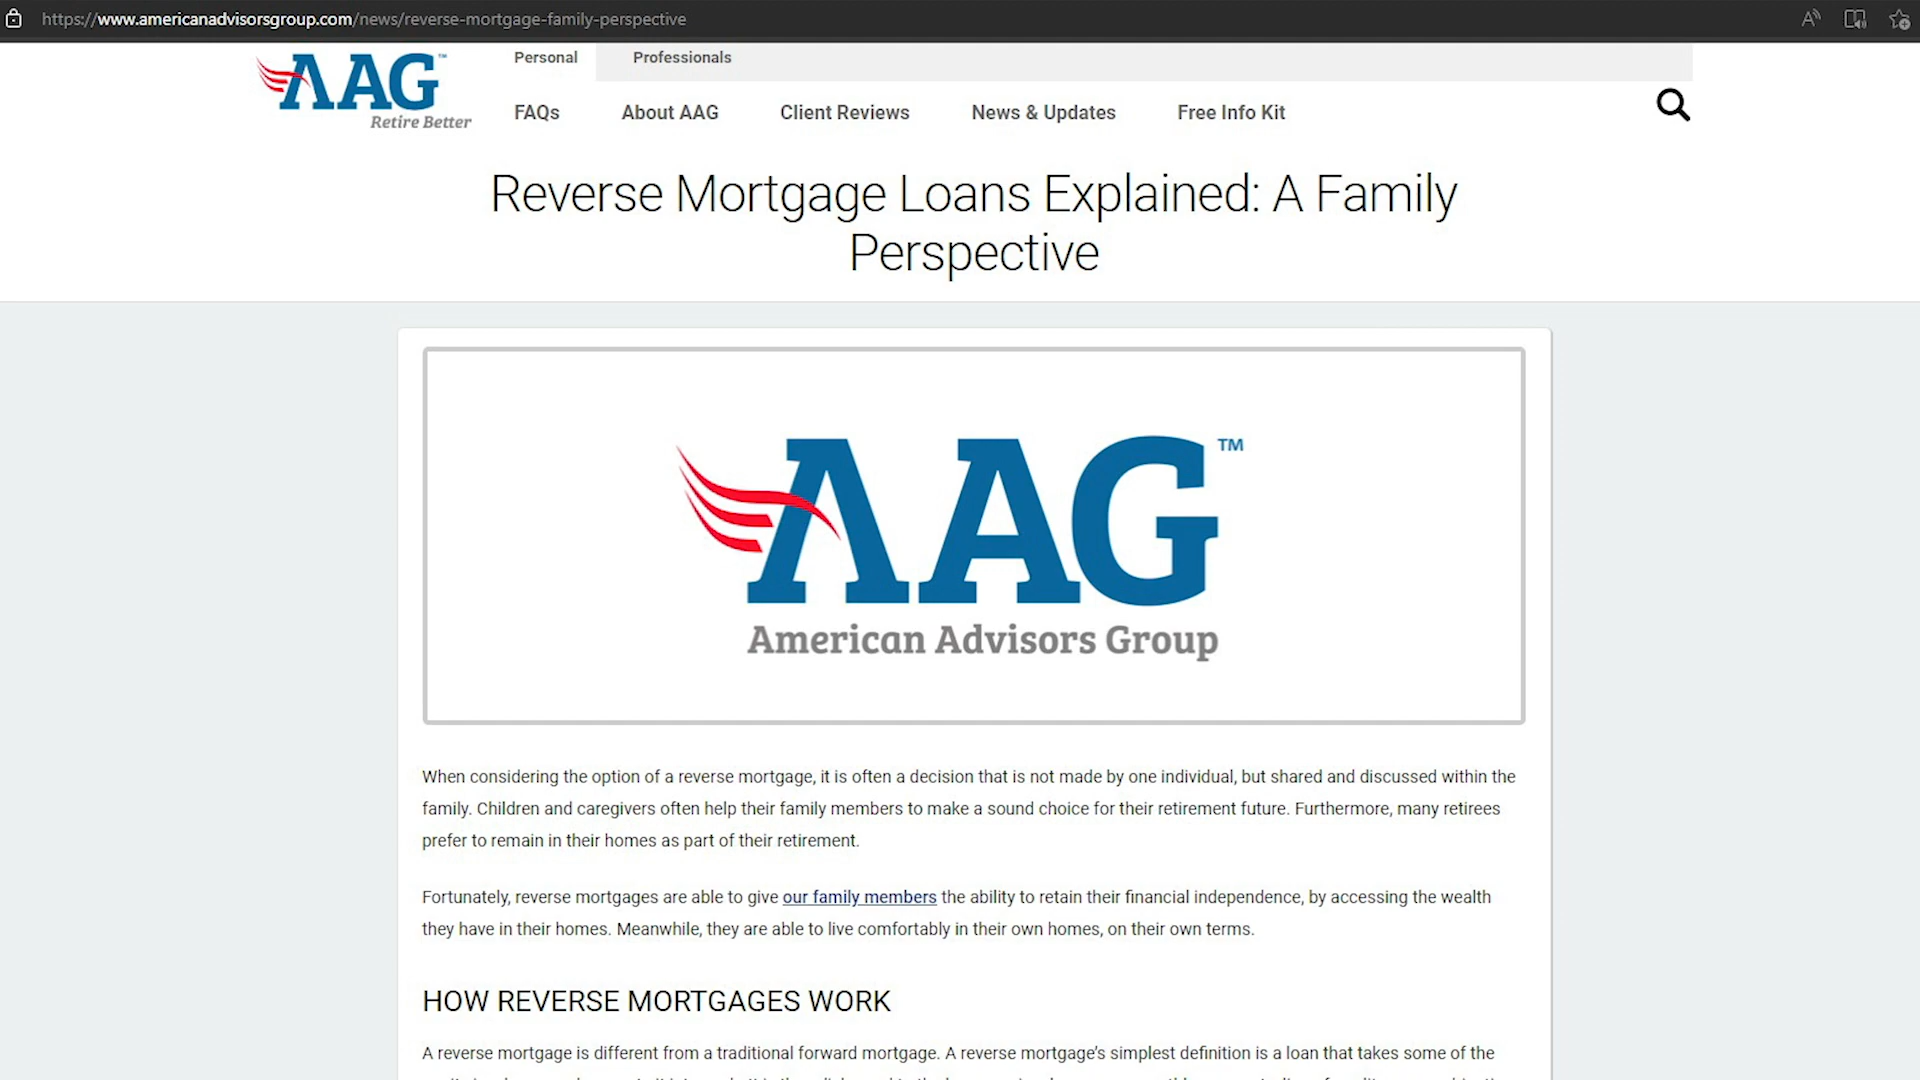 https://www.americanadvisorsgroup.com/news/reverse-mortgage-family-perspective
AAG™
Retire Better
Personal
Professionals
FAQs
About AAG
Client Reviews
News & Updates
Free Info Kit
Reverse Mortgage Loans Explained: A Family
Perspective
AAG™
American Advisors Group
When considering the option of a reverse mortgage, it is often a decision that is not made by one individual, but shared and discussed within the
family. Children and caregivers often help their family members to make a sound choice for their retirement future. Furthermore, many retirees
prefer to remain in their homes as part of their retirement.
Fortunately, reverse mortgages are able to give our family members the ability to retain their financial independence, by accessing the wealth
they have in their homes. Meanwhile, they are able to live comfortably in their own homes, on their own terms.
HOW REVERSE MORTGAGES WORK
A reverse mortgage is different from a traditional forward mortgage. A reverse mortgage's simplest definition is a loan that takes some of the